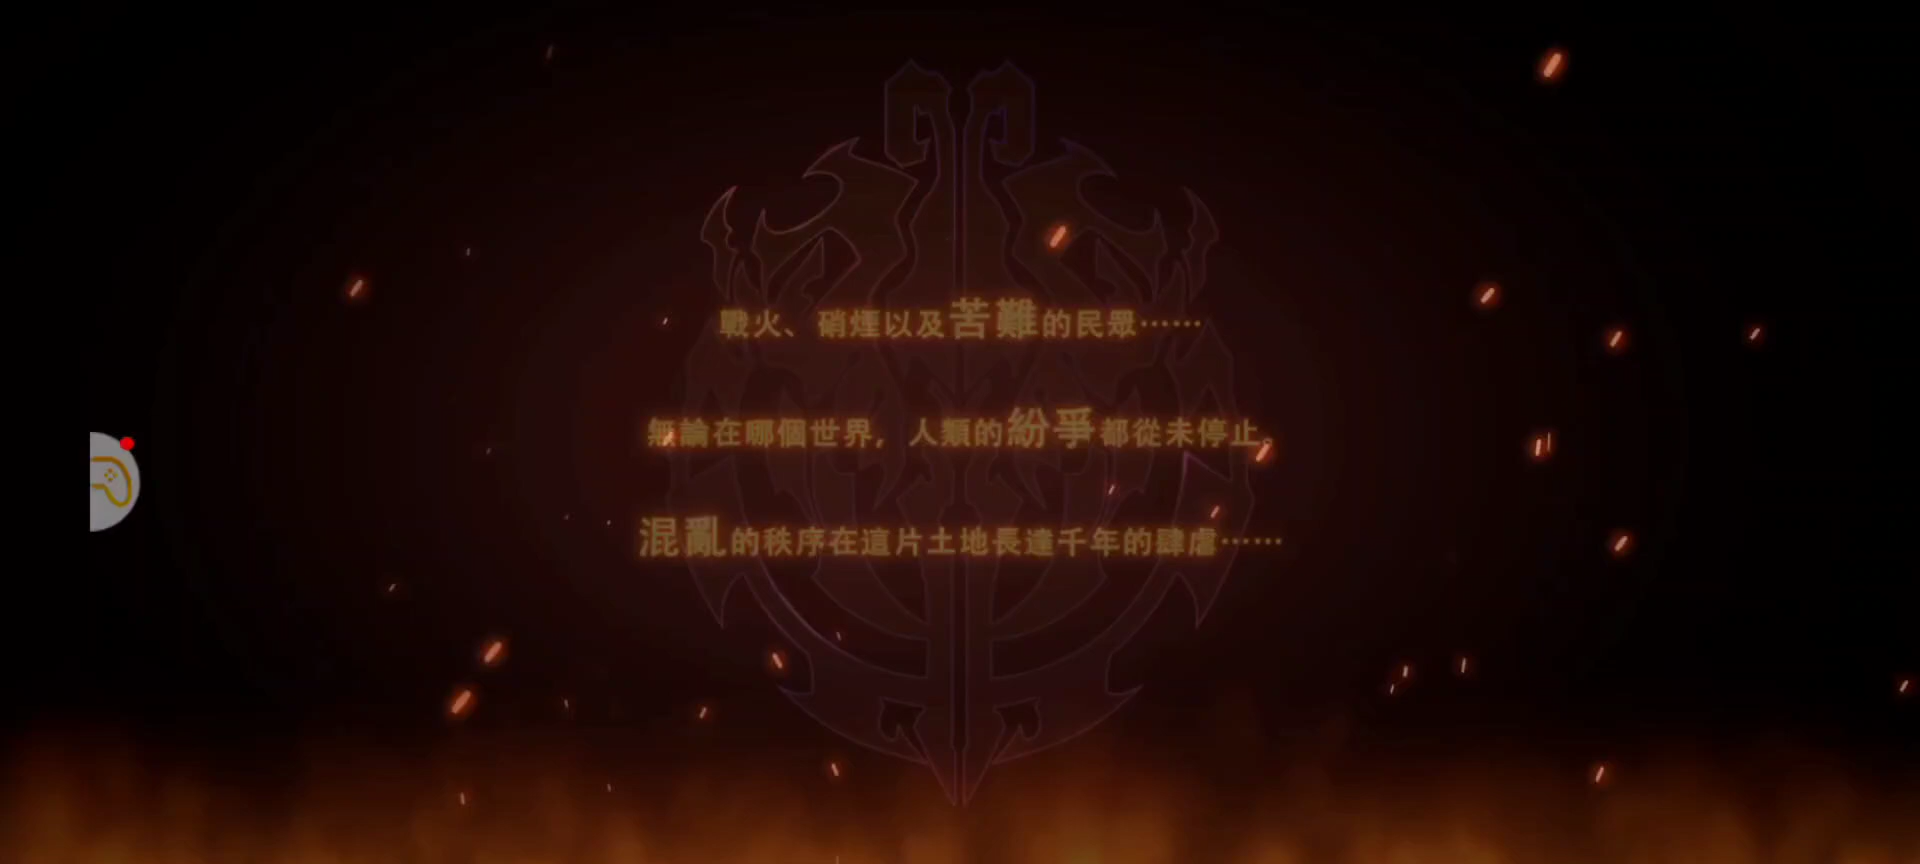 戰火、硝煙以及苦難的民眾……
無論在哪個世界，人類的紛爭都從未停止。
混亂的秩序在這片土地長達千年的肆虐……